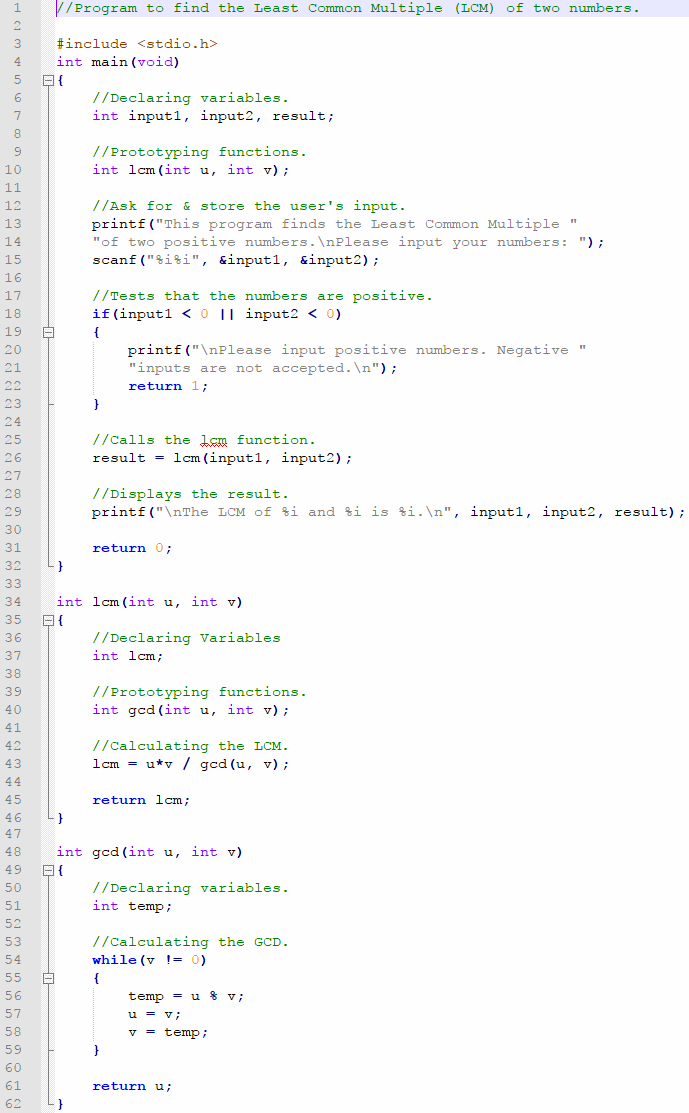 1 //Program to find the Least Common Multiple (LCM) of two numbers.
2
3 #include <stdio.h>
4 int main(void)
5 {
6 //Declaring variables.
7 int input1, input2, result;
8
9 //Prototyping functions.
10 int lcm(int u, int v);
11
12 //Ask for & store the user's input.
13 printf("This program finds the Least Common Multiple "
14 "of two positive numbers.\nPlease input your numbers: ");
15 scanf("%i%i", &input1, &input2);
16
17 //Tests that the numbers are positive.
18 if(input1 < 0 || input2 < 0)
19 {
20 printf("\nPlease input positive numbers. Negative "
21 "inputs are not accepted.\n");
22 return 1;
23 }
24
25 //Calls the lcm function.
26 result = lcm(input1, input2);
27
28 //Displays the result.
29 printf("\nThe LCM of %i and %i is %i.\n", input1, input2, result);
30
31 return 0;
32 }
33
34 int lcm(int u, int v)
35 {
36 //Declaring Variables
37 int lcm;
38
39 //Prototyping functions.
40 int gcd(int u, int v);
41
42 //Calculating the LCM.
43 lcm = u*v / gcd(u, v);
44
45 return lcm;
46 }
47
48 int gcd(int u, int v)
49 {
50 //Declaring variables.
51 int temp;
52
53 //Calculating the GCD.
54 while(v != 0)
55 {
56 temp = u % v;
57 u = v;
58 v = temp;
59 }
60
61 return u;
62 }